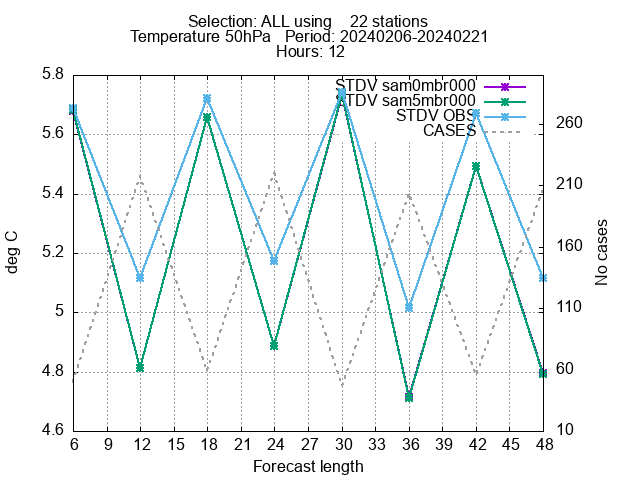 Selection: ALL using    22 stations
Temperature 50hPa   Period: 20240206-20240221
Hours: 12
STDV sam0mbr000
STDV sam5mbr000
STDV OBS
CASES
deg C
No cases
5.8
5.6
5.4
5.2
5
4.8
4.6
260
210
160
110
60
10
6 9 12 15 18 21 24 27 30 33 36 39 42 45 48
Forecast length